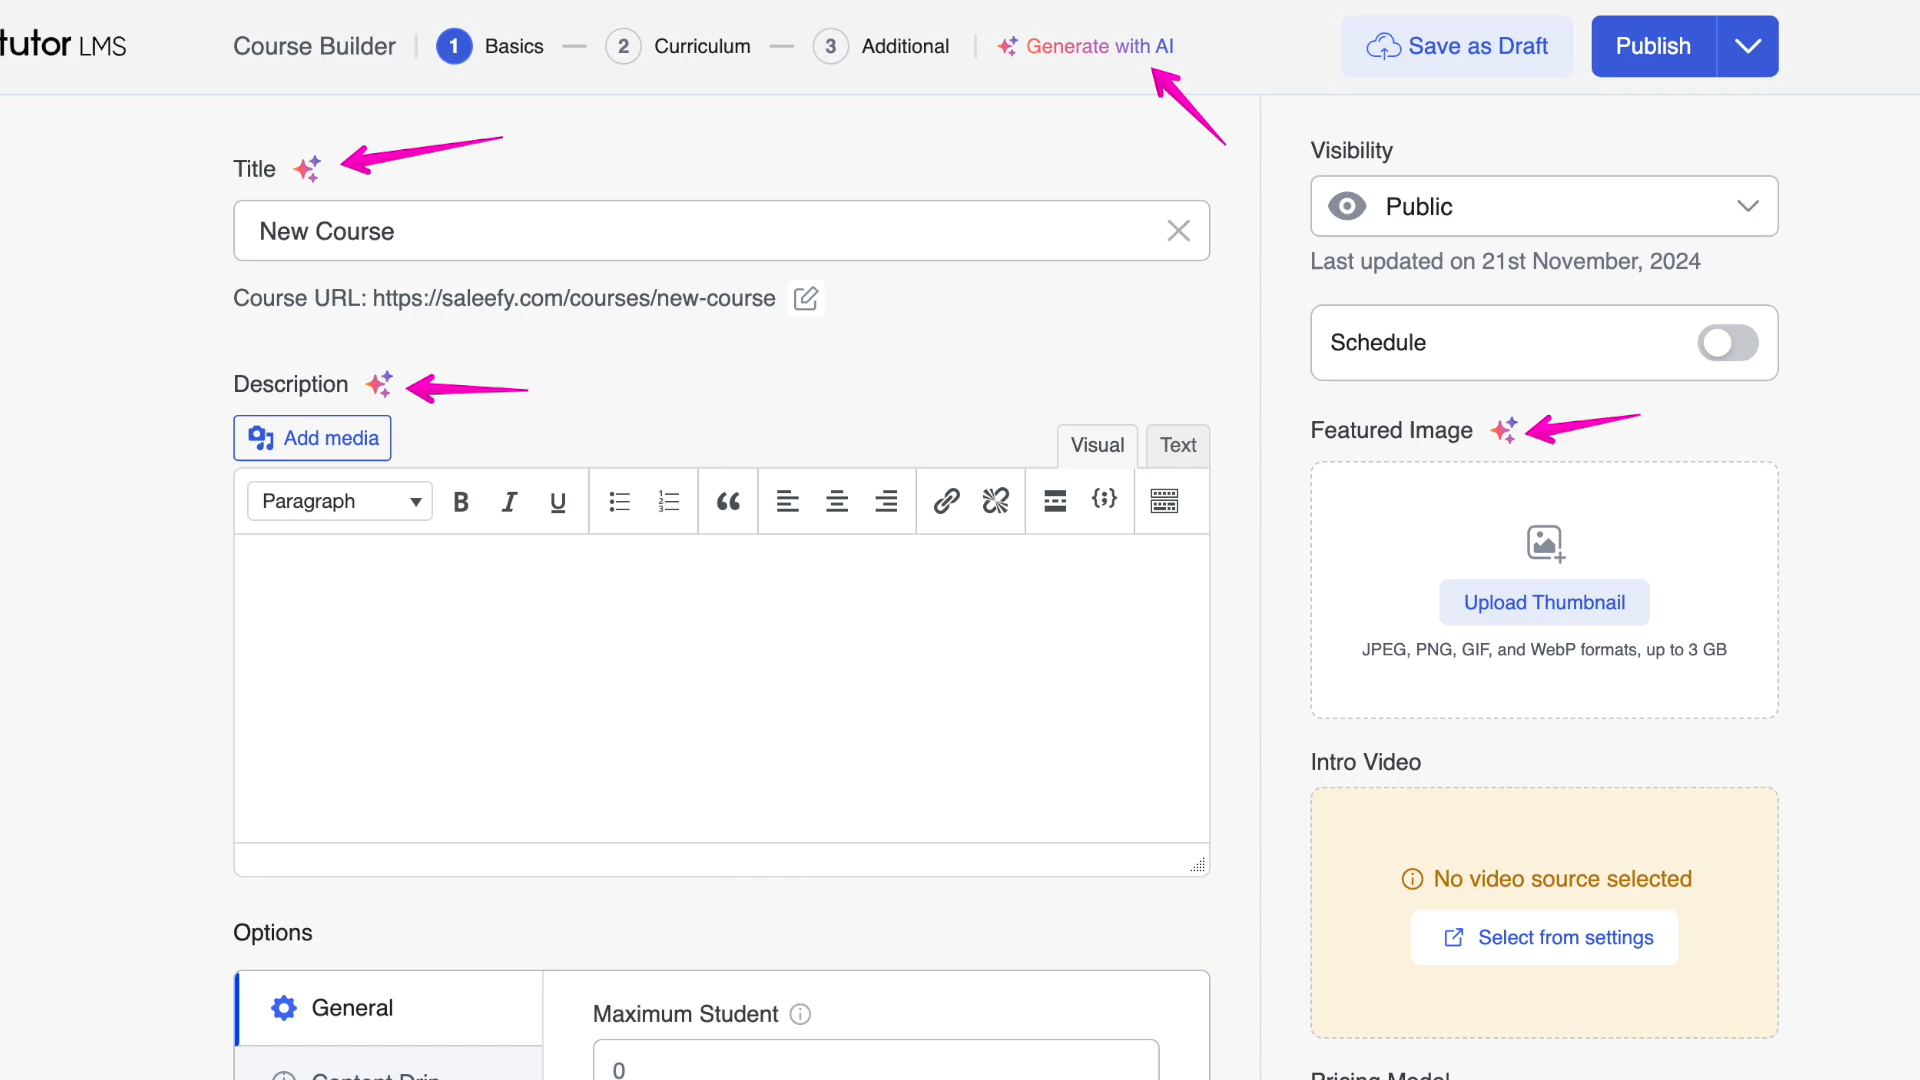 tutor LMS
Course Builder
1 Basics
2 Curriculum
3 Additional
Generate with AI
Save as Draft
Publish
Title
New Course
Course URL: https://saleefy.com/courses/new-course
Description
Add media
Visual
Text
Paragraph
B I U
Options
General
Maximum Student
0
Visibility
Public
Last updated on 21st November, 2024
Schedule
Featured Image
Upload Thumbnail
JPEG, PNG, GIF, and WebP formats, up to 3 GB
Intro Video
No video source selected
Select from settings